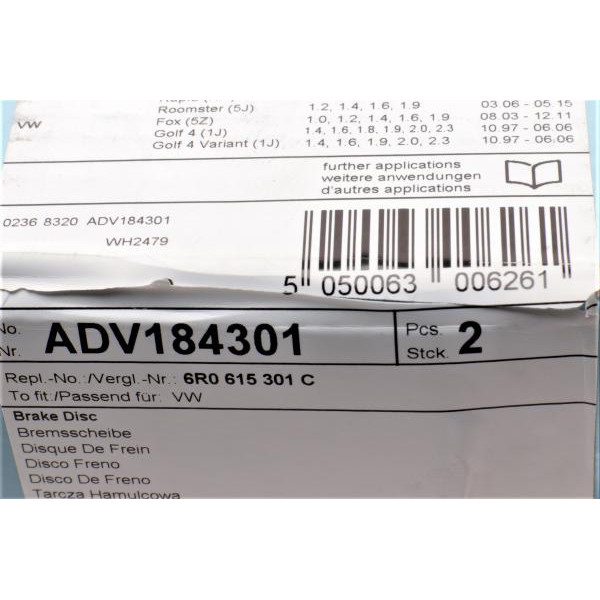 Roomster (5J) 1.2, 1.4, 1.6, 1.9 03.06 - 05.15
VW Fox (5Z) 1.0, 1.2, 1.4, 1.6, 1.9 08.03 - 12.11
Golf 4 (1J) 1.4, 1.6, 1.8, 1.9, 2.0, 2.3 10.97 - 06.06
Golf 4 Variant (1J) 1.4, 1.6, 1.9, 2.0, 2.3 10.97 - 06.06
further applications
weitere anwendungen
d'autres applications
0236 8320 ADV184301
WH2479
5 050063 006261
No. ADV184301 Pcs. 2
Nr. Stck.
Repl.-No.:/Vergl.-Nr.: 6R0 615 301 C
To fit:/Passend für: VW
Brake Disc
Bremsscheibe
Disque De Frein
Disco Freno
Disco De Freno
Tarcza Hamulcowa